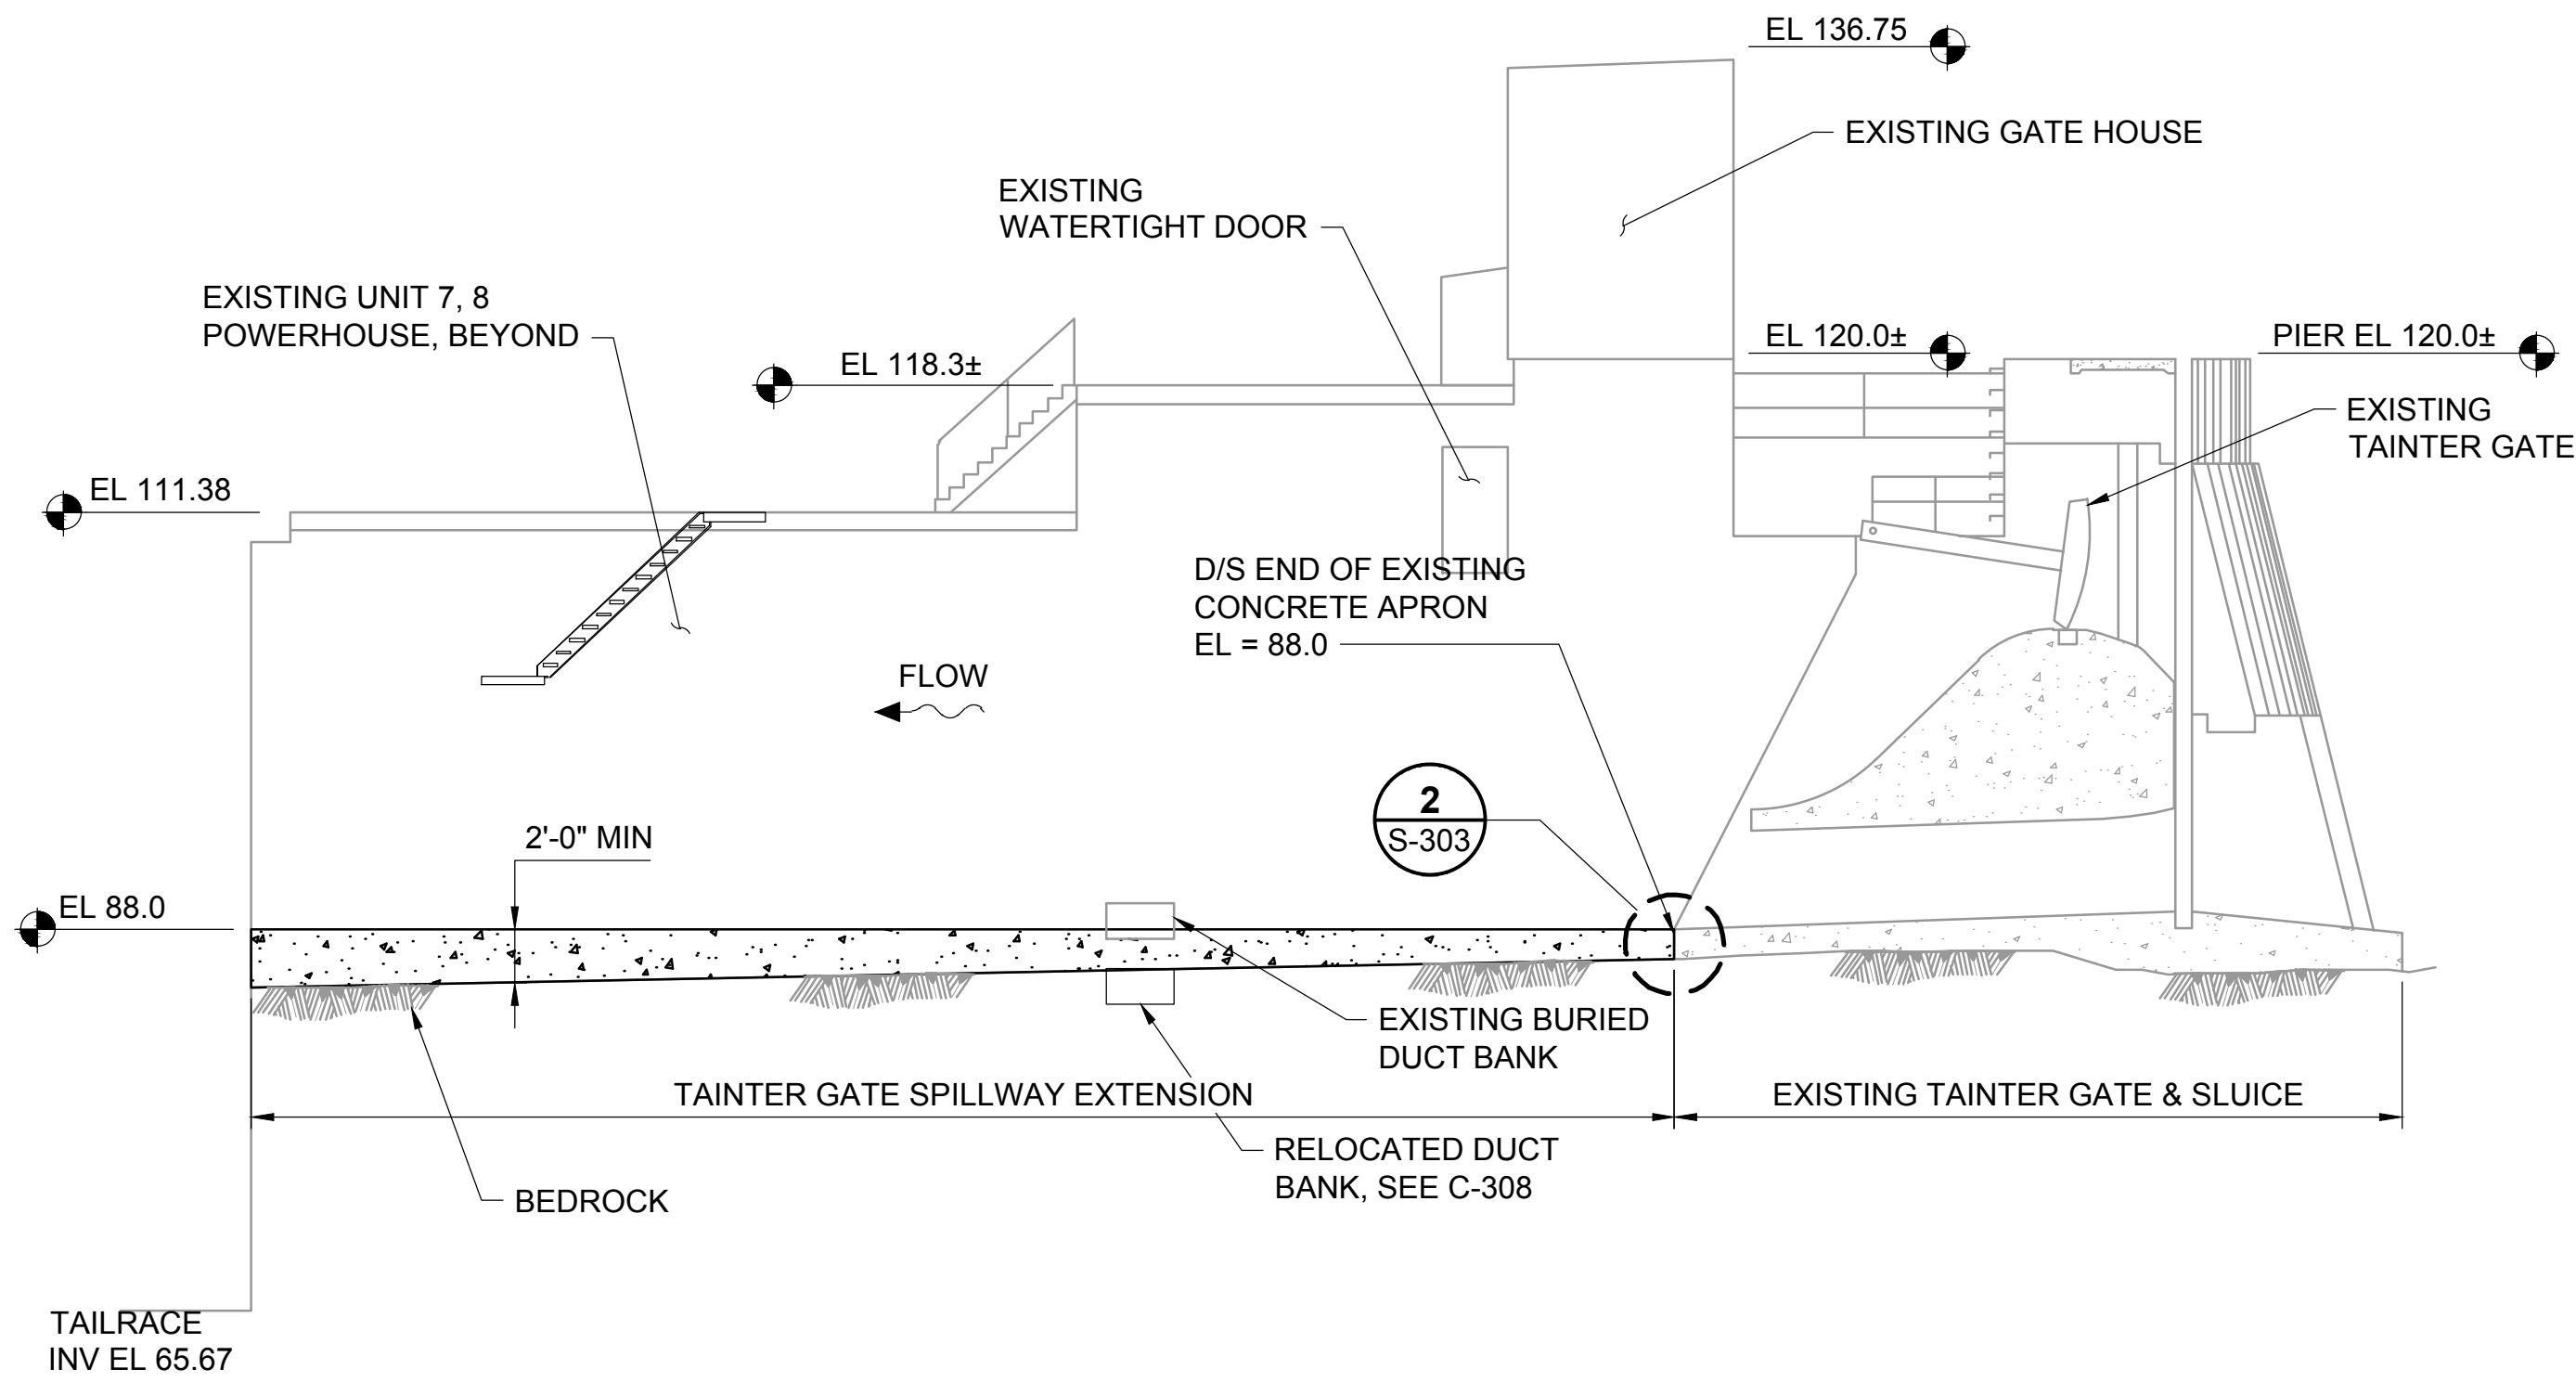 EL 136.75
EXISTING GATE HOUSE
EXISTING
WATERTIGHT DOOR
EXISTING UNIT 7, 8
POWERHOUSE, BEYOND
EL 118.3±
EL 120.0±
PIER EL 120.0±
EXISTING
TAINTER GATE
EL 111.38
D/S END OF EXISTING
CONCRETE APRON
EL = 88.0
FLOW
2
S-303
2'-0" MIN
EL 88.0
EXISTING BURIED
DUCT BANK
TAINTER GATE SPILLWAY EXTENSION
EXISTING TAINTER GATE & SLUICE
RELOCATED DUCT
BANK, SEE C-308
BEDROCK
TAILRACE
INV EL 65.67